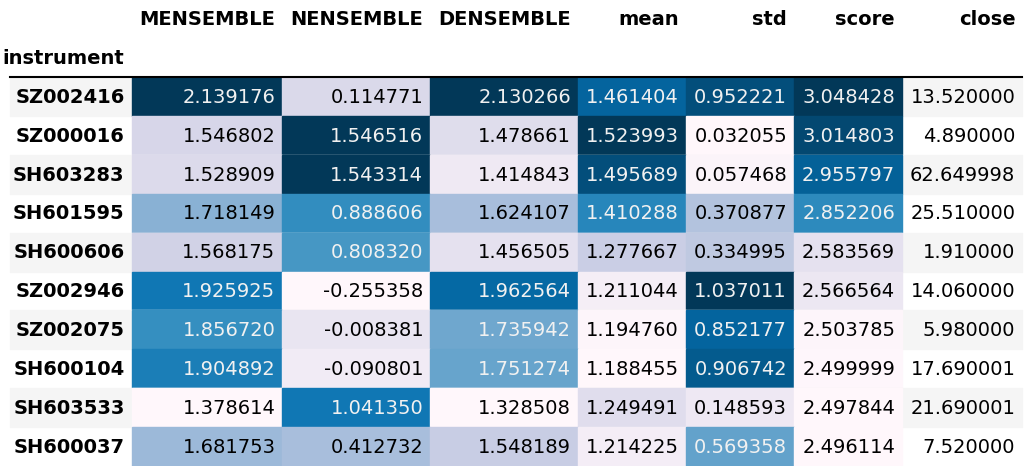 MENSEMBLE NENSEMBLE DENSEMBLE mean std score close
instrument
SZ002416 2.139176 0.114771 2.130266 1.461404 0.952221 3.048428 13.520000
SZ000016 1.546802 1.546516 1.478661 1.523993 0.032055 3.014803 4.890000
SH603283 1.528909 1.543314 1.414843 1.495689 0.057468 2.955797 62.649998
SH601595 1.718149 0.888606 1.624107 1.410288 0.370877 2.852206 25.510000
SH600606 1.568175 0.808320 1.456505 1.277667 0.334995 2.583569 1.910000
SZ002946 1.925925 -0.255358 1.962564 1.211044 1.037011 2.566564 14.060000
SZ002075 1.856720 -0.008381 1.735942 1.194760 0.852177 2.503785 5.980000
SH600104 1.904892 -0.090801 1.751274 1.188455 0.906742 2.499999 17.690001
SH603533 1.378614 1.041350 1.328508 1.249491 0.148593 2.497844 21.690001
SH600037 1.681753 0.412732 1.548189 1.214225 0.569358 2.496114 7.520000